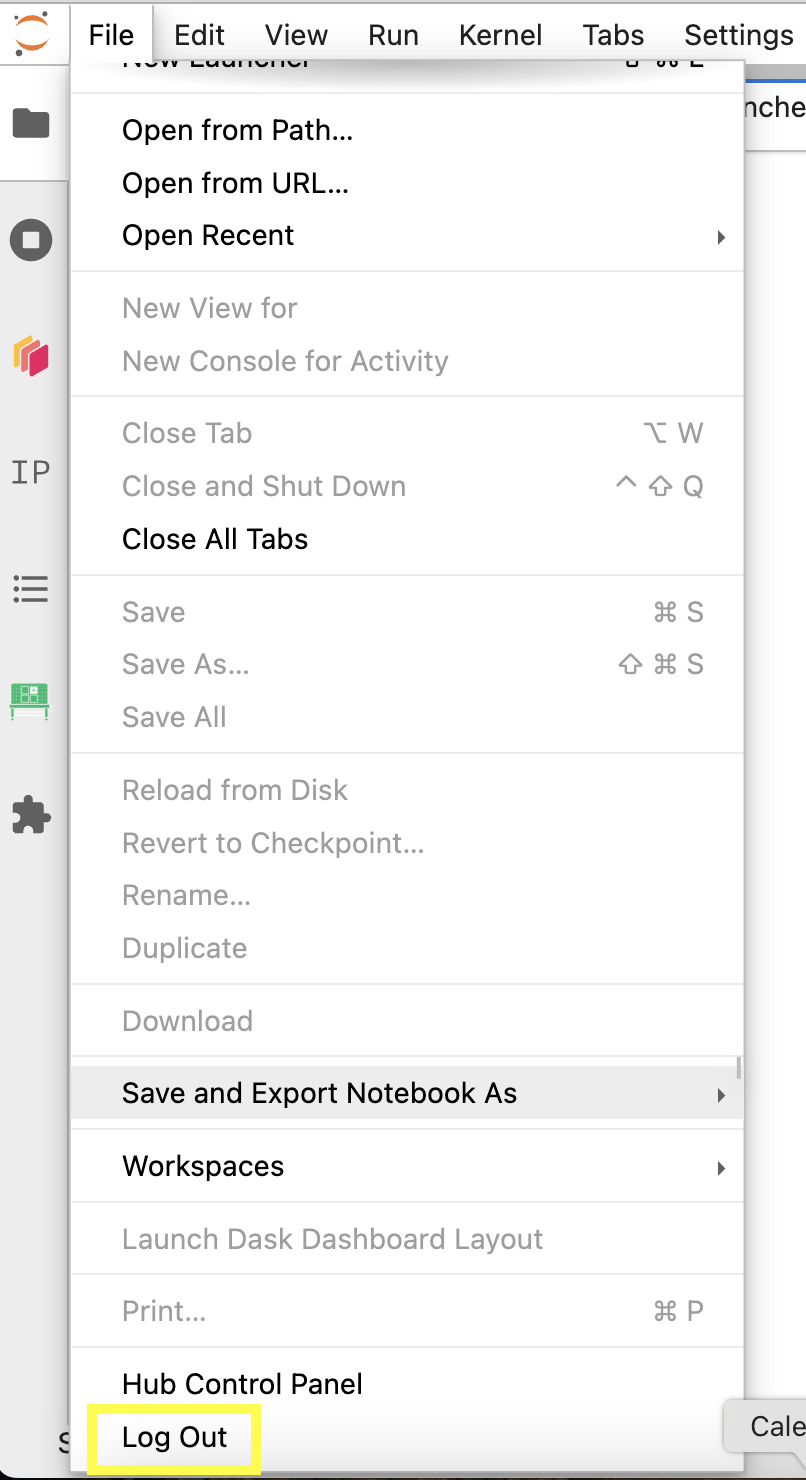 File Edit View Run Kernel Tabs Settings
New Launcher ⇧ ⌘ L
Open from Path...
Open from URL...
Open Recent
New View for
New Console for Activity
Close Tab ⌥ W
Close and Shut Down ^ ⇧ Q
Close All Tabs
Save ⌘ S
Save As... ⇧ ⌘ S
Save All
Reload from Disk
Revert to Checkpoint...
Rename...
Duplicate
Download
Save and Export Notebook As
Workspaces
Launch Dask Dashboard Layout
Print... ⌘ P
Hub Control Panel
Log Out
IP
nche
Cale